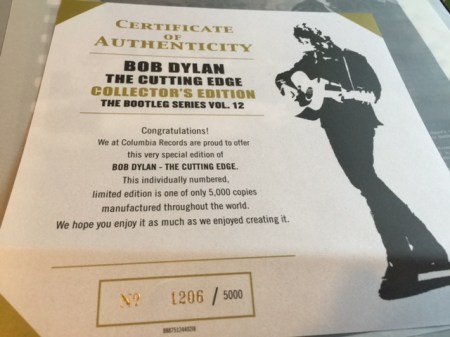 CERTIFICATE
OF
AUTHENTICITY
BOB DYLAN
THE CUTTING EDGE
COLLECTOR'S EDITION
THE BOOTLEG SERIES VOL. 12
Congratulations!
We at Columbia Records are proud to offer
this very special edition of
BOB DYLAN - THE CUTTING EDGE.
This individually numbered,
limited edition is one of only 5,000 copies
manufactured throughout the world.
We hope you enjoy it as much as we enjoyed creating it.
Nº 1206 / 5000